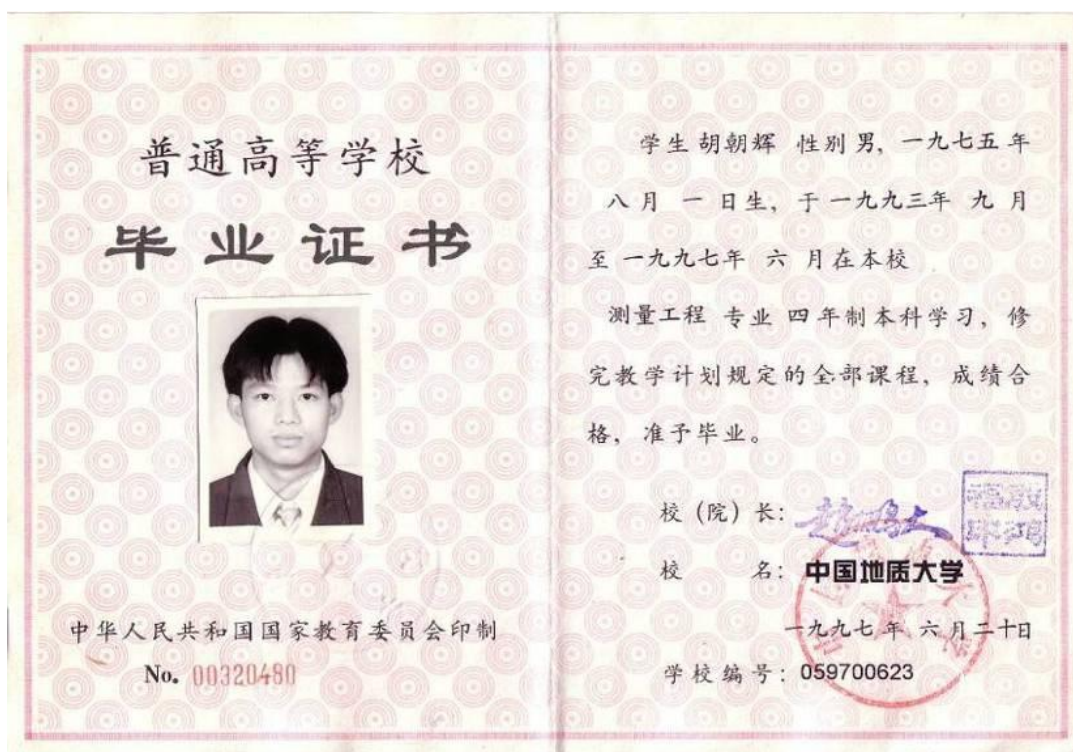 普通高等学校
毕业证书
中华人民共和国国家教育委员会印制
No. 00320480
学生胡朝辉 性别男, 一九七五年
八月 一 日生, 于一九九三年 九 月
至 一九九七年 六 月在本校
测量工程 专业 四 年制本科学习, 修
完教学计划规定的全部课程, 成绩合
格, 准予毕业。
校 (院) 长: 赵鹏大
校 名: 中国地质大学
一九九七年 六月二十日
学校编号: 059700623